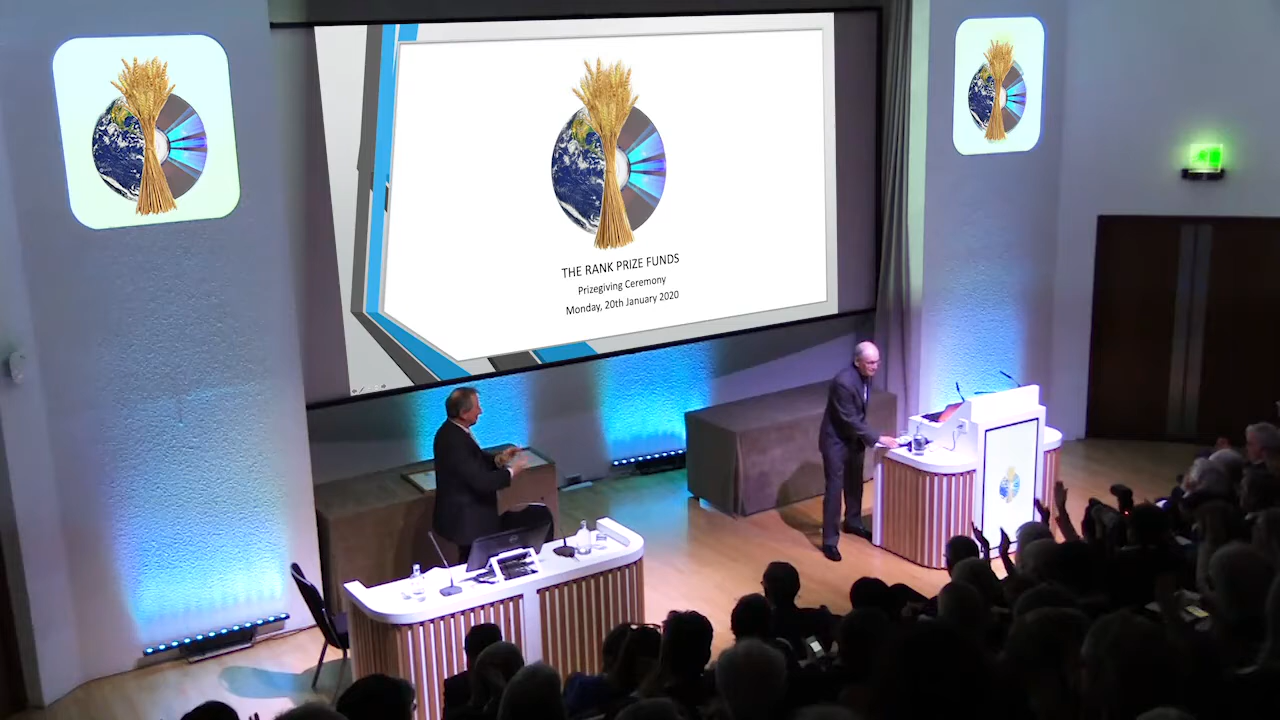 THE RANK PRIZE FUNDS
Prizegiving Ceremony
Monday, 20th January 2020